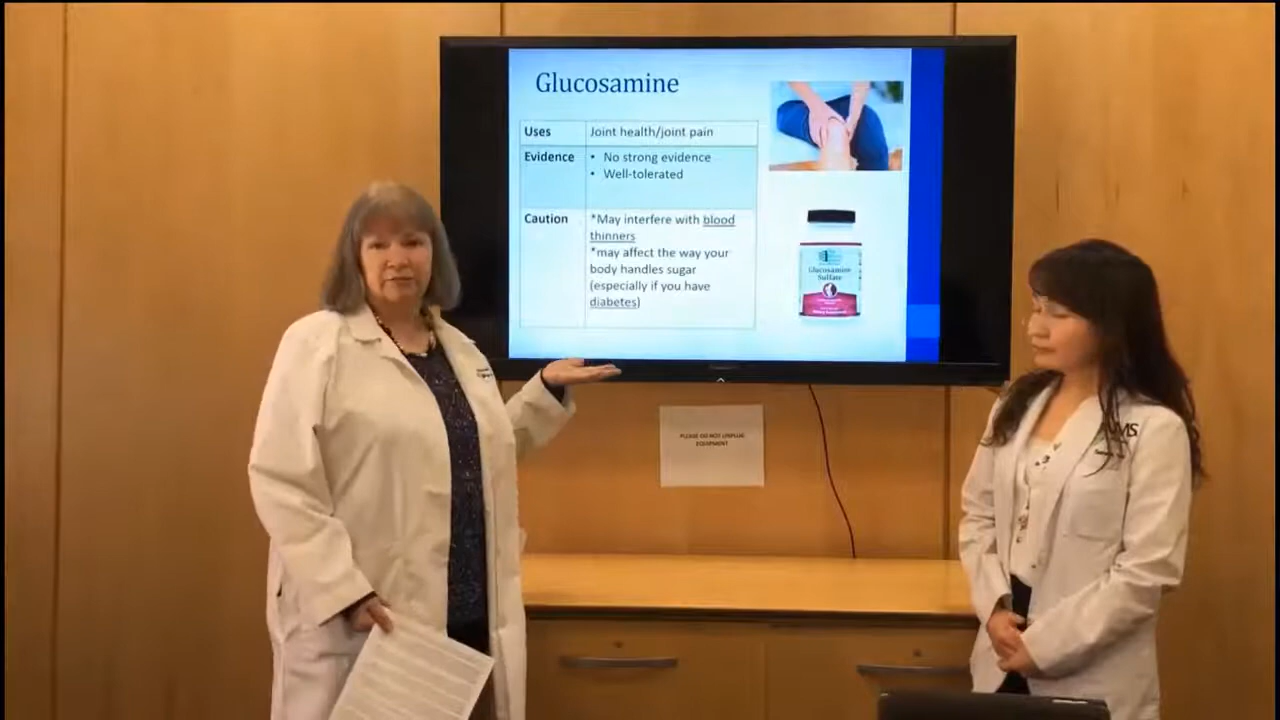 Glucosamine
Uses
Joint health/joint pain
Evidence
• No strong evidence
• Well-tolerated
Caution
*May interfere with blood
thinners
*may affect the way your
body handles sugar
(especially if you have
diabetes)
Glucosamine
Sulfate
PLEASE DO NOT UNPLUG
EQUIPMENT